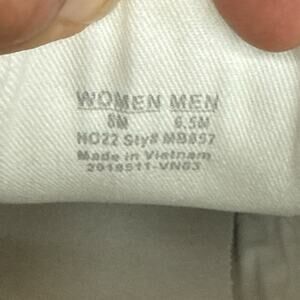 WOMEN MEN
8M 6.5M
HO22 Sty# MB857
Made in Vietnam
2018511-VN03